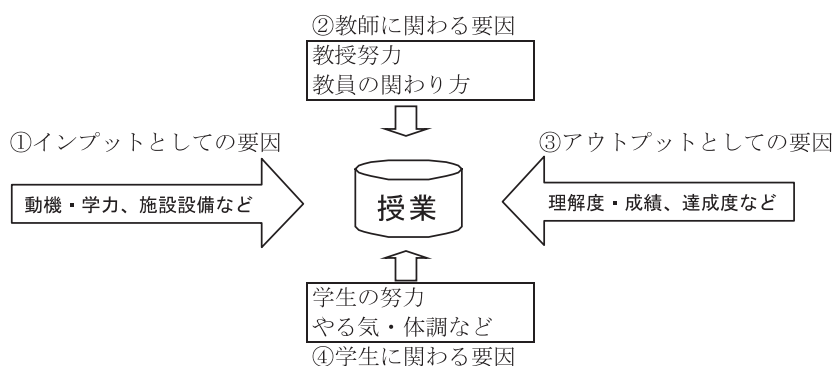 ②教師に関わる要因
教授努力
教員の関わり方
①インプットとしての要因
③アウトプットとしての要因
動機・学力、施設設備など
授業
理解度・成績、達成度など
学生の努力
やる気・体調など
④学生に関わる要因